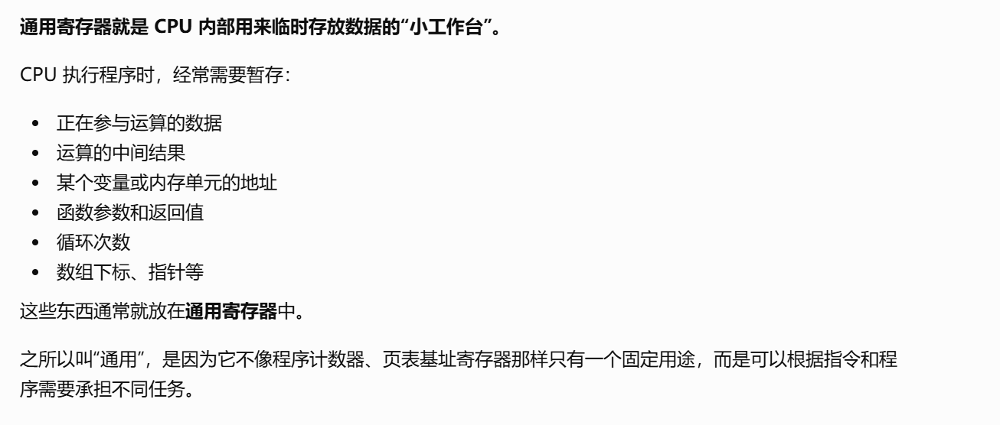 通用寄存器就是 CPU 内部用来临时存放数据的“小工作台”。
CPU 执行程序时，经常需要暂存：
• 正在参与运算的数据
• 运算的中间结果
• 某个变量或内存单元的地址
• 函数参数和返回值
• 循环次数
• 数组下标、指针等
这些东西通常就放在通用寄存器中。
之所以叫“通用”，是因为它不像程序计数器、页表基址寄存器那样只有一个固定用途，而是可以根据指令和程
序需要承担不同任务。